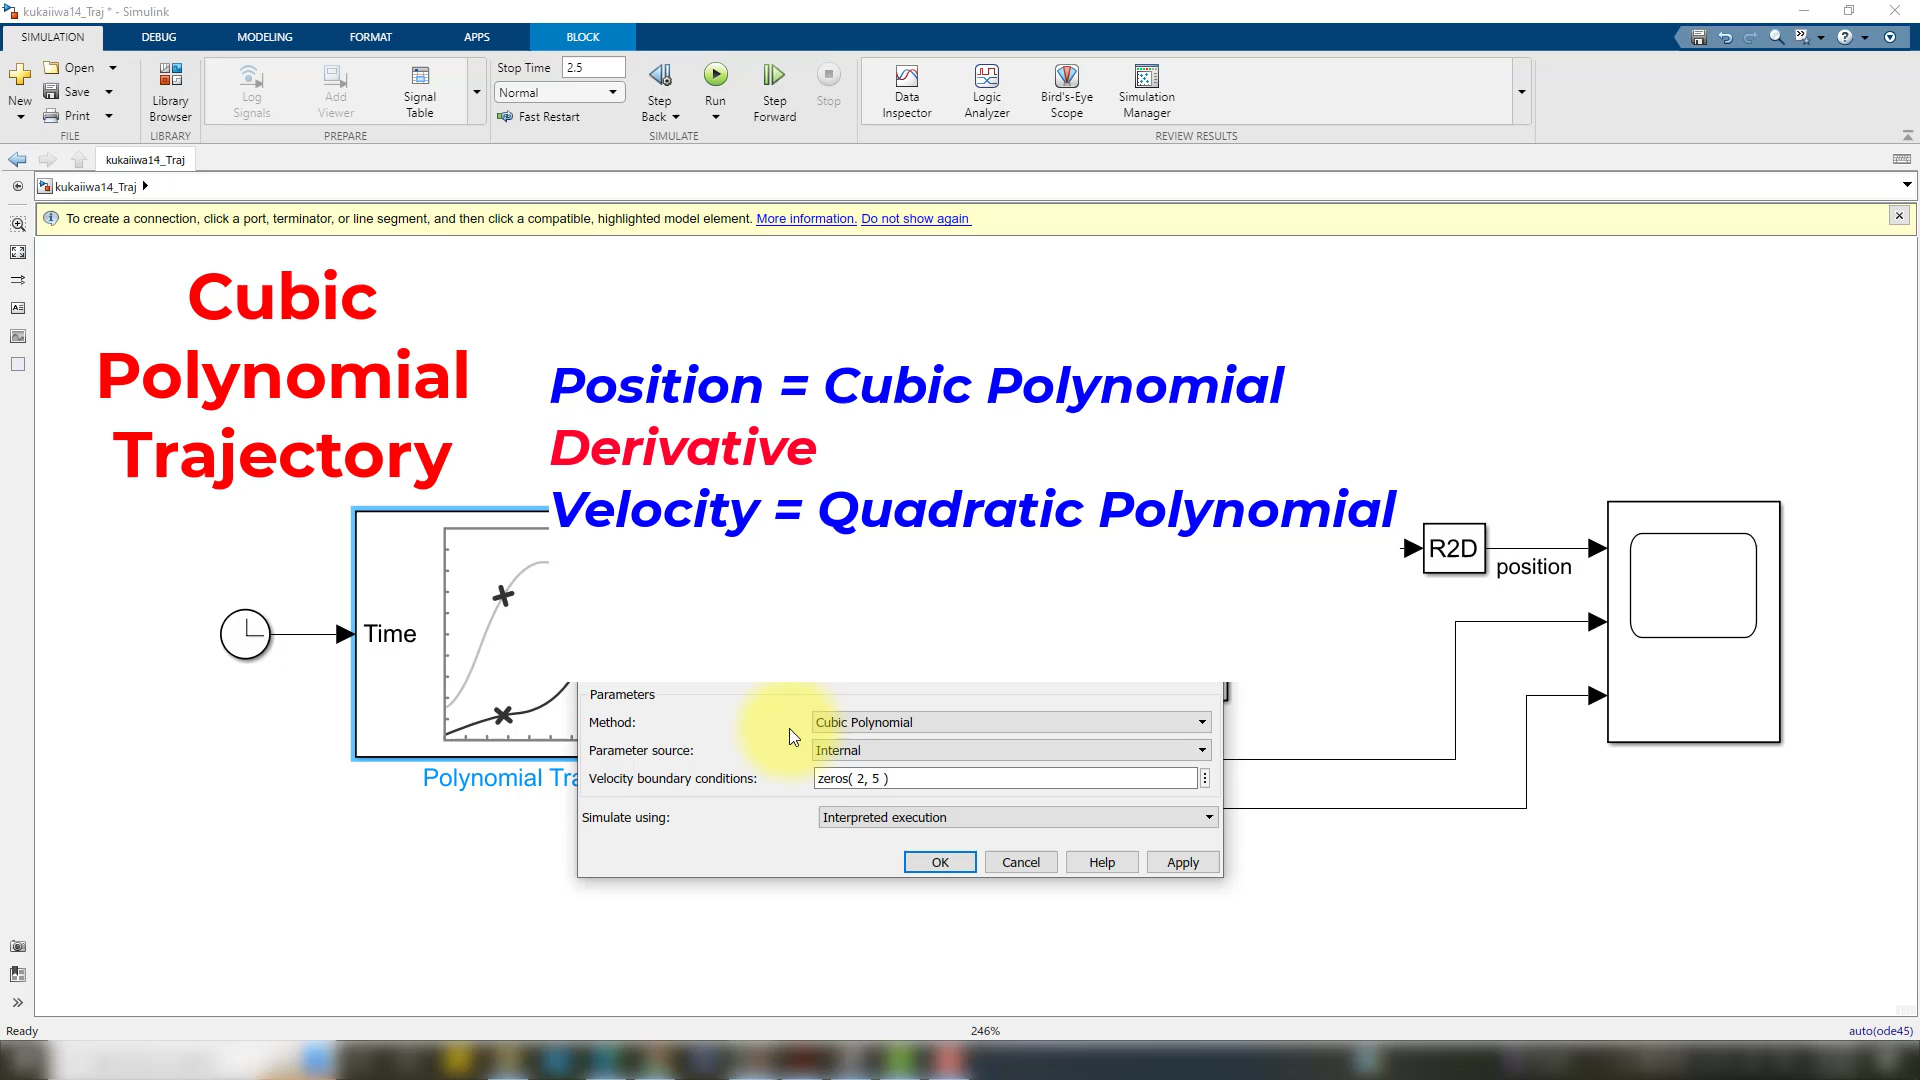 kukaiiwa14_Traj * - Simulink
SIMULATION DEBUG MODELING FORMAT APPS BLOCK
New
Open
Save
Print
FILE
Library
Browser
LIBRARY
Log
Signals
Add
Viewer
Signal
Table
PREPARE
Stop Time 2.5
Normal
Fast Restart
Step
Back
Run
Step
Forward
Stop
SIMULATE
Data
Inspector
Logic
Analyzer
Bird's-Eye
Scope
Simulation
Manager
REVIEW RESULTS
kukaiiwa14_Traj
kukaiiwa14_Traj
To create a connection, click a port, terminator, or line segment, and then click a compatible, highlighted model element. More information. Do not show again
Cubic
Polynomial
Trajectory
Position = Cubic Polynomial
Derivative
Velocity = Quadratic Polynomial
R2D
position
Time
Polynomial Tra
Parameters
Method: Cubic Polynomial
Parameter source: Internal
Velocity boundary conditions: zeros( 2, 5 )
Simulate using: Interpreted execution
OK Cancel Help Apply
Ready 246% auto(ode45)